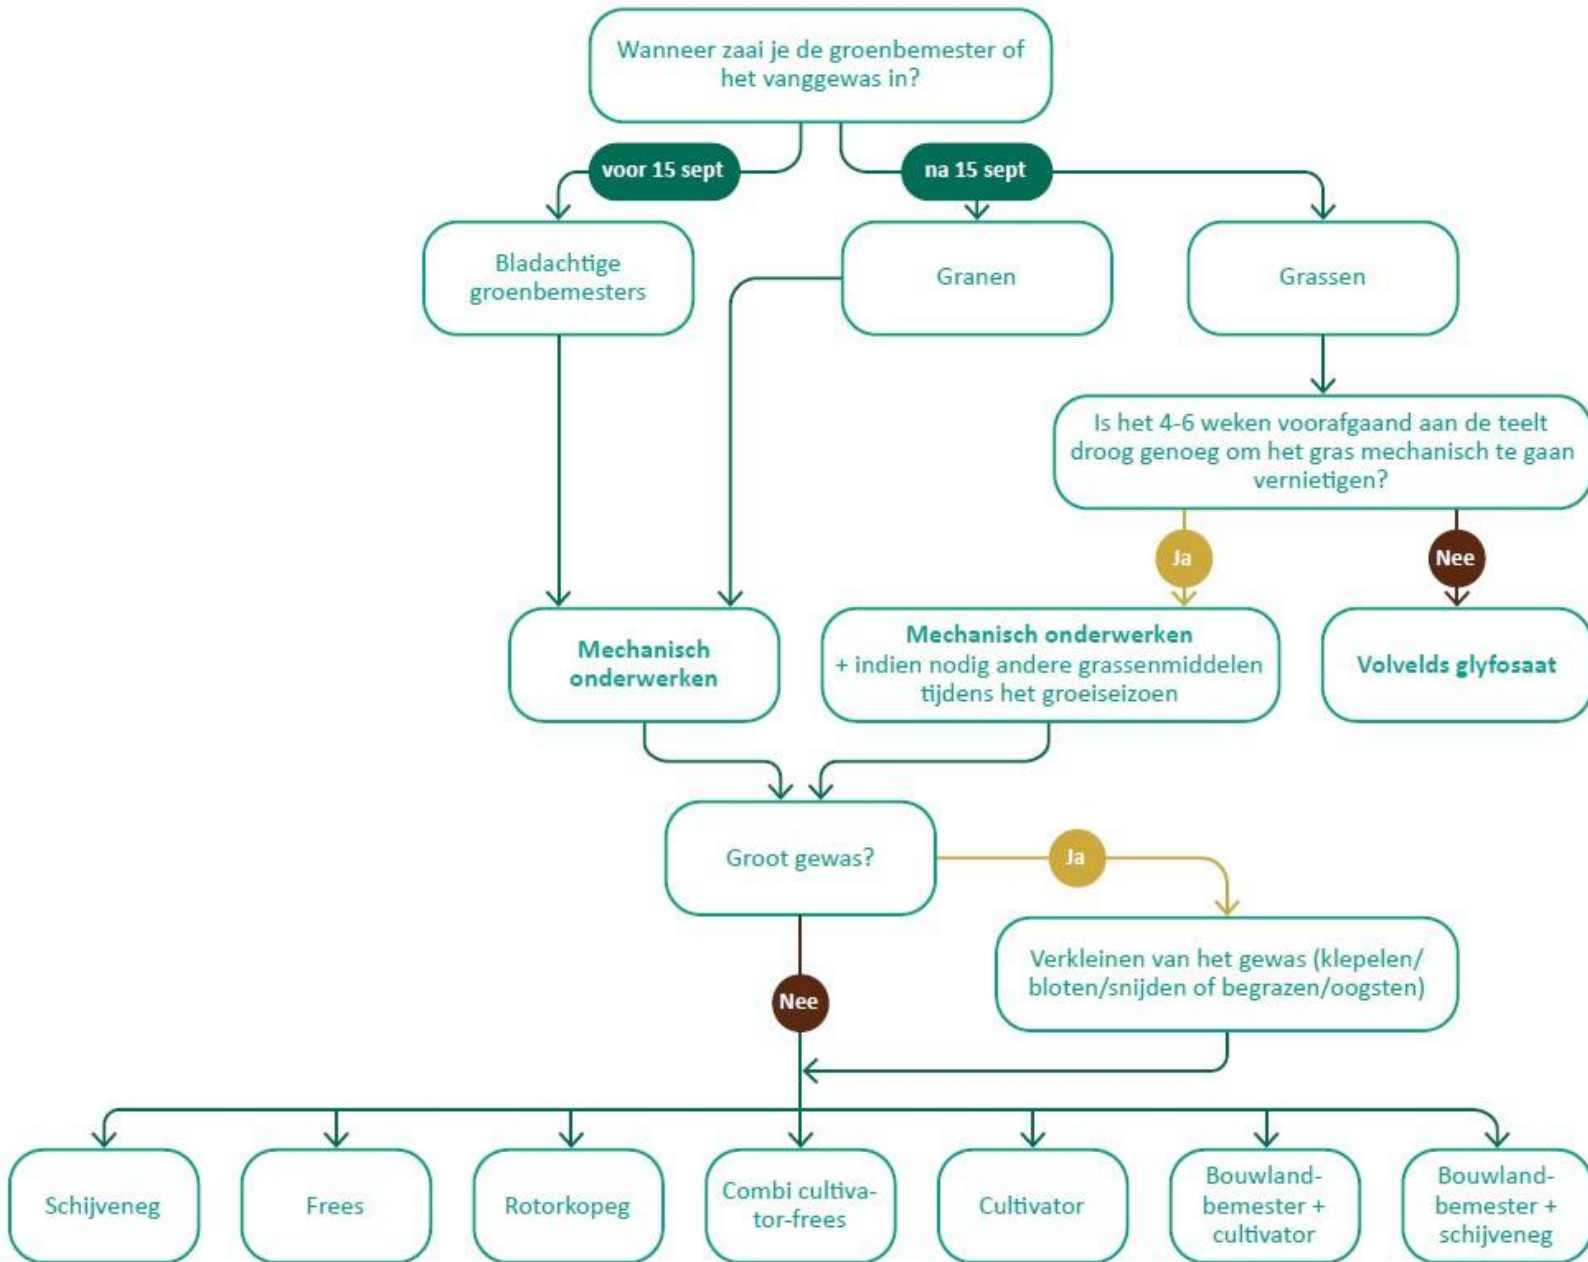 Wanneer zaai je de groenbemester of
het vanggewas in?
voor 15 sept
na 15 sept
Bladachtige
groenbemesters
Granen
Grassen
Is het 4-6 weken voorafgaand aan de teelt
droog genoeg om het gras mechanisch te gaan
vernietigen?
Ja
Nee
Mechanisch
onderwerken
Mechanisch onderwerken
+ indien nodig andere grassenmiddelen
tijdens het groeiseizoen
Volvelds glyfosaat
Groot gewas?
Ja
Verkleinen van het gewas (klepelen/
bloten/snijden of begrazen/oogsten)
Nee
Schijveneg
Frees
Rotorkopeg
Combi cultiva-
tor-frees
Cultivator
Bouwland-
bemester +
cultivator
Bouwland-
bemester +
schijveneg